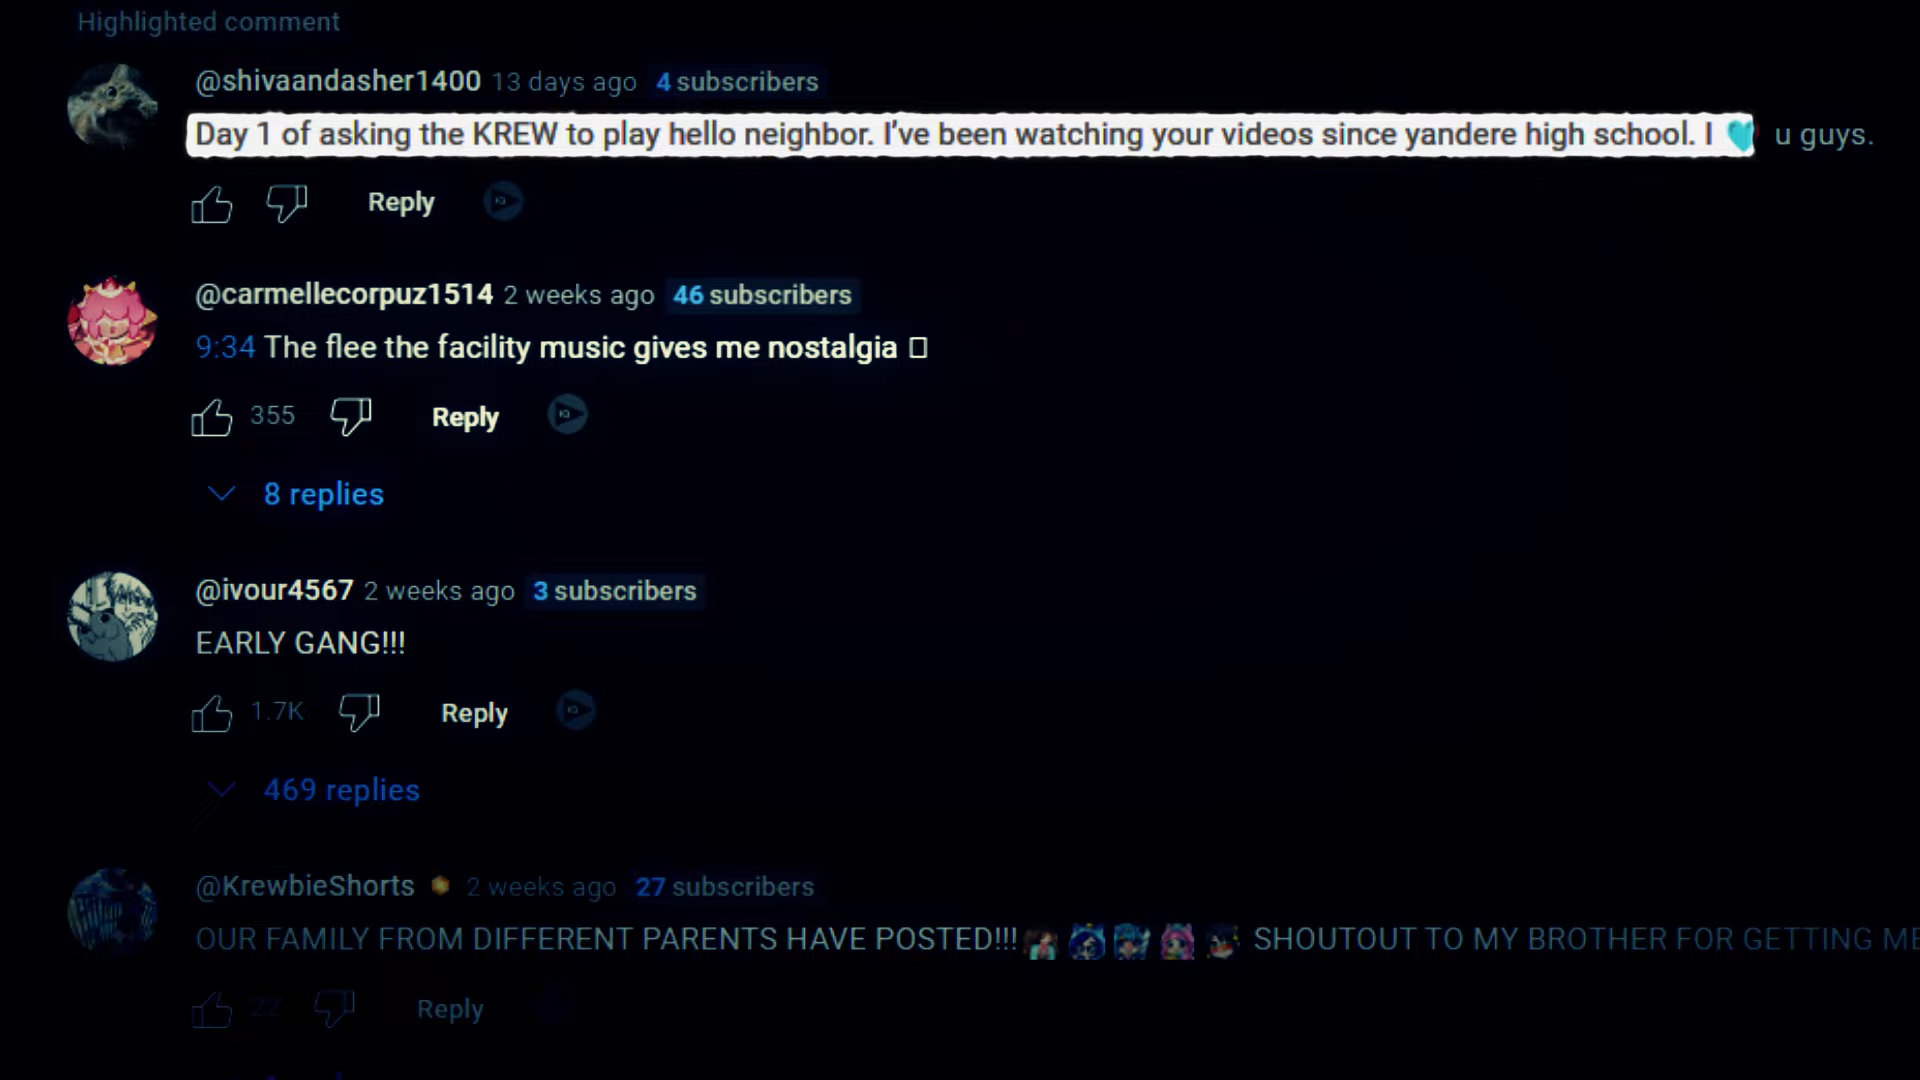 Highlighted comment
@shivaandasher1400 13 days ago 4 subscribers
Day 1 of asking the KREW to play hello neighbor. I've been watching your videos since yandere high school. I 🩵 u guys.
Reply
@carmellecorpuz1514 2 weeks ago 46 subscribers
9:34 The flee the facility music gives me nostalgia
355 Reply
8 replies
@ivour4567 2 weeks ago 3 subscribers
EARLY GANG!!!
1.7K Reply
469 replies
@KrewbieShorts 2 weeks ago 27 subscribers
OUR FAMILY FROM DIFFERENT PARENTS HAVE POSTED!!! SHOUTOUT TO MY BROTHER FOR GETTING ME
22 Reply